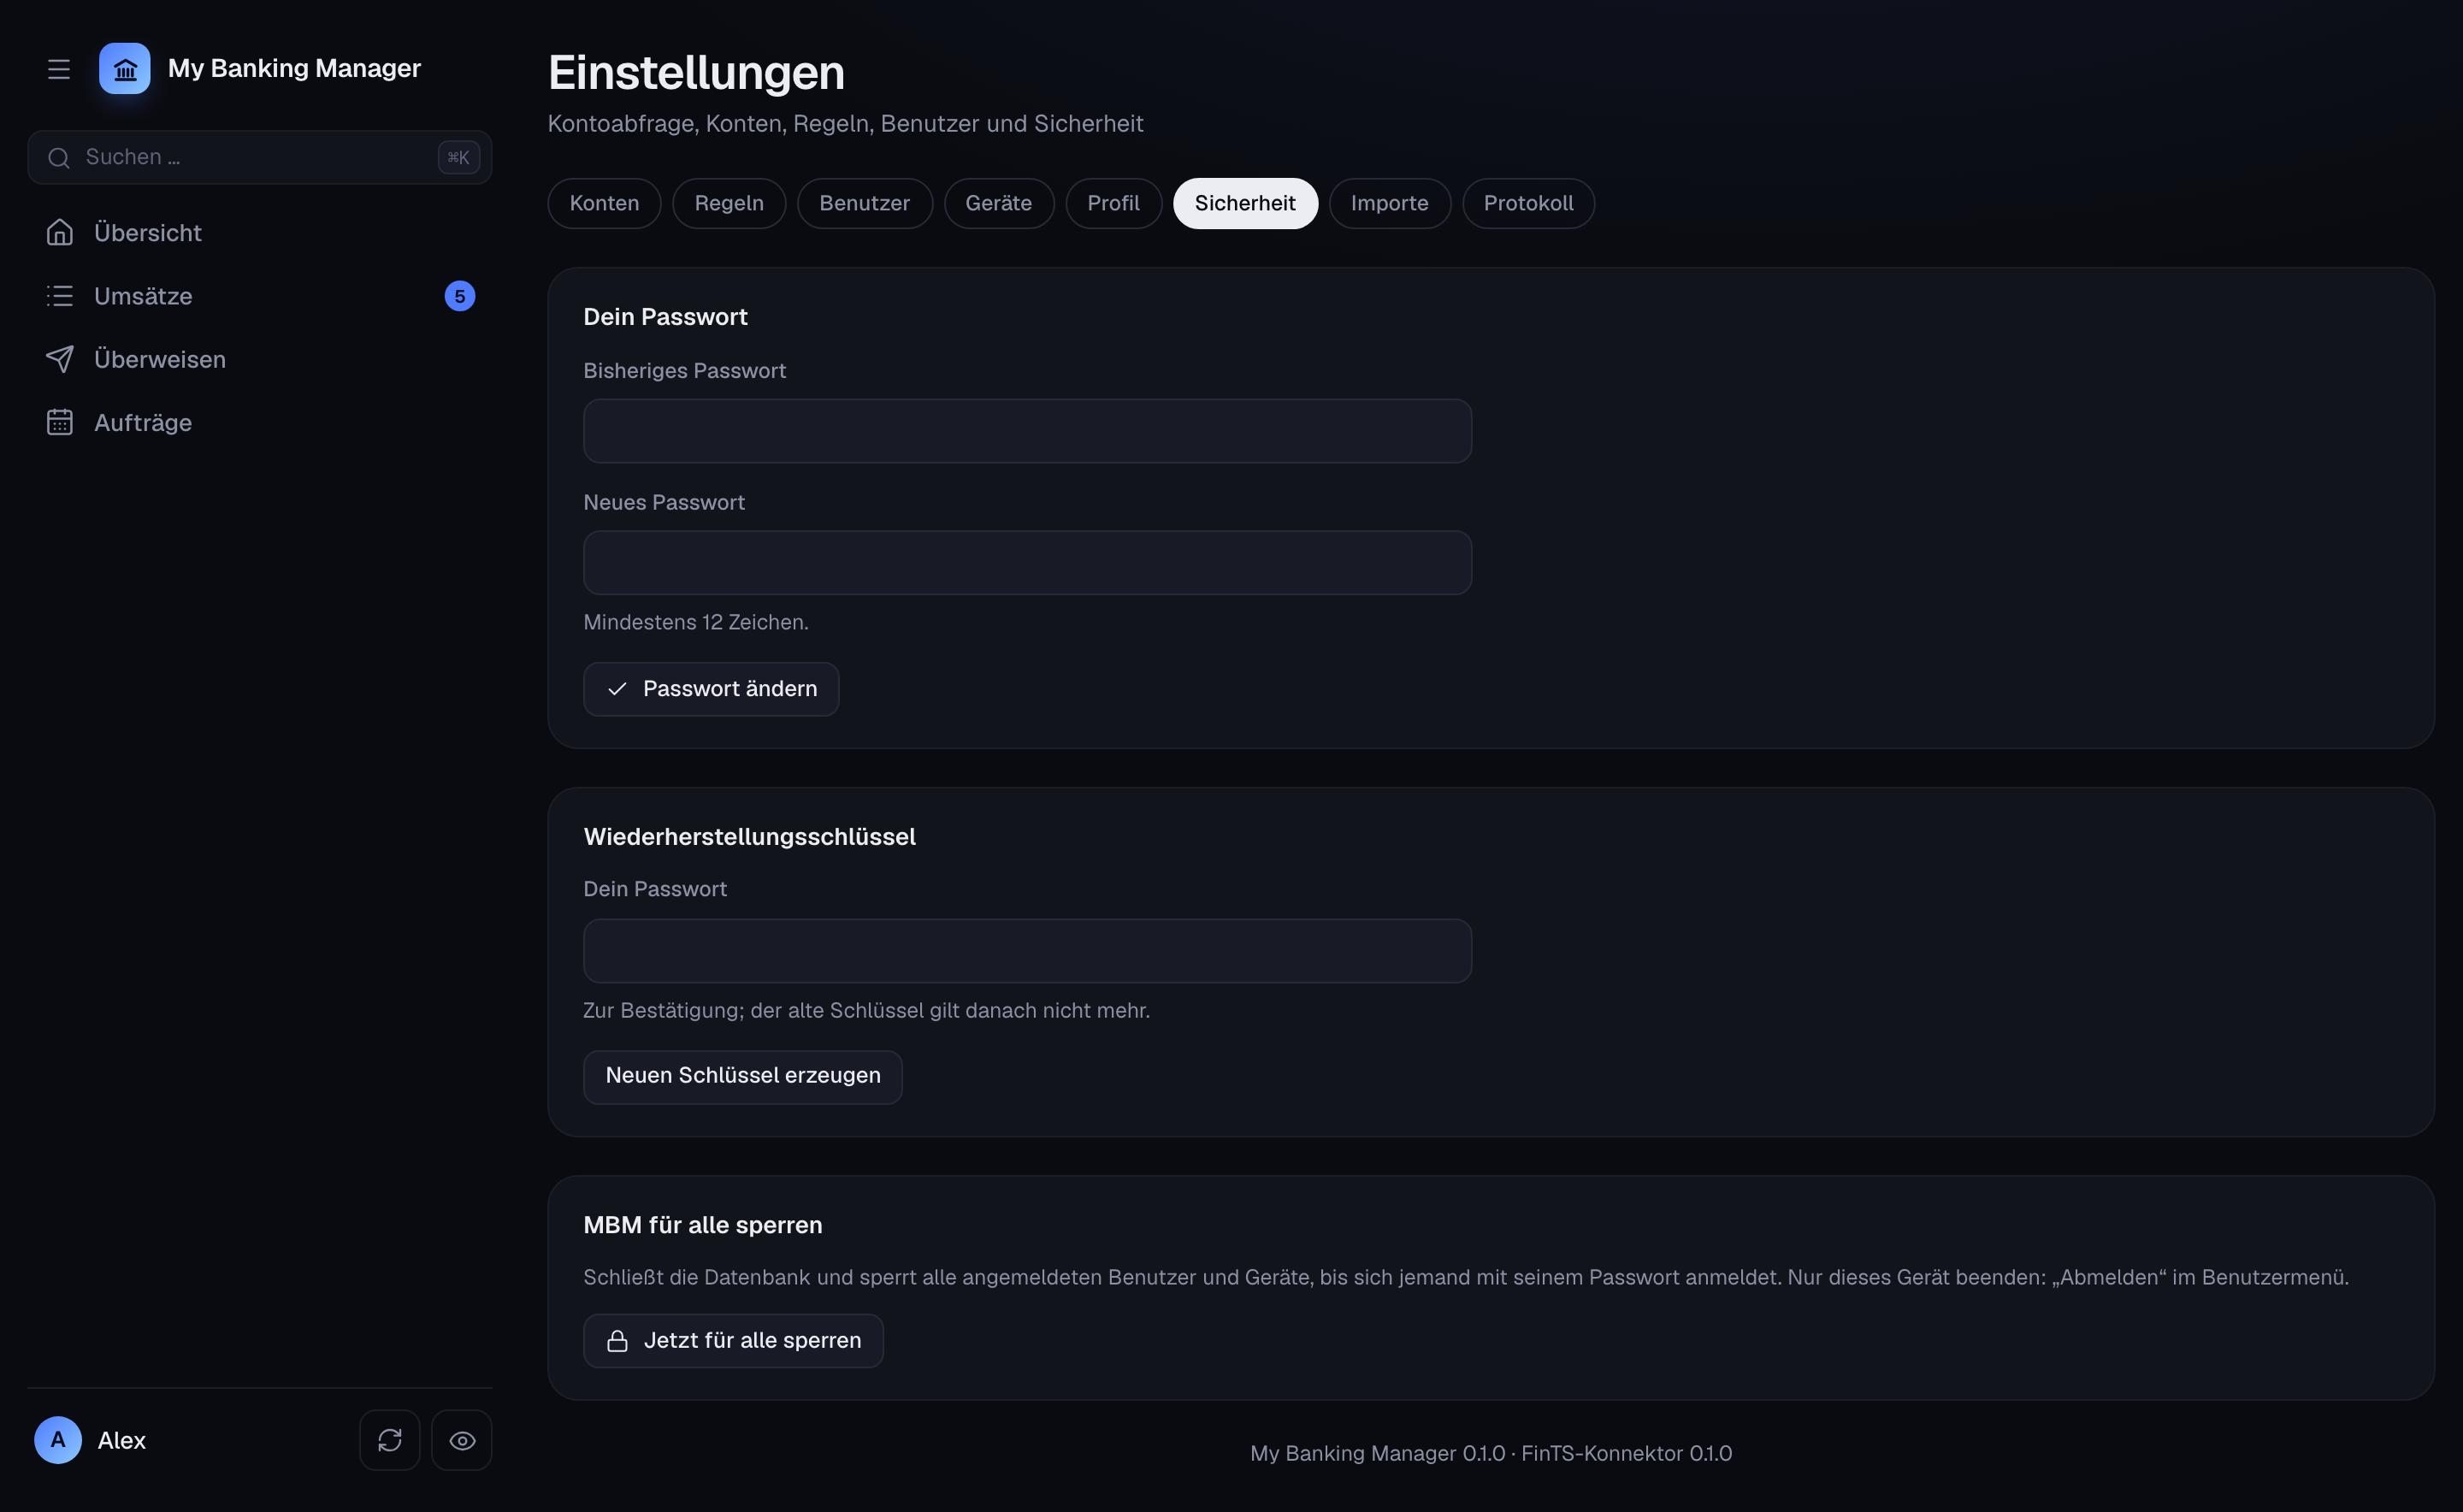 My Banking Manager
Suchen …
⌘K
Übersicht
Umsätze
5
Überweisen
Aufträge
A
Alex
Einstellungen
Kontoabfrage, Konten, Regeln, Benutzer und Sicherheit
Konten Regeln Benutzer Geräte Profil Sicherheit Importe Protokoll
Dein Passwort
Bisheriges Passwort
Neues Passwort
Mindestens 12 Zeichen.
Passwort ändern
Wiederherstellungsschlüssel
Dein Passwort
Zur Bestätigung; der alte Schlüssel gilt danach nicht mehr.
Neuen Schlüssel erzeugen
MBM für alle sperren
Schließt die Datenbank und sperrt alle angemeldeten Benutzer und Geräte, bis sich jemand mit seinem Passwort anmeldet. Nur dieses Gerät beenden: „Abmelden“ im Benutzermenü.
Jetzt für alle sperren
My Banking Manager 0.1.0 · FinTS-Konnektor 0.1.0